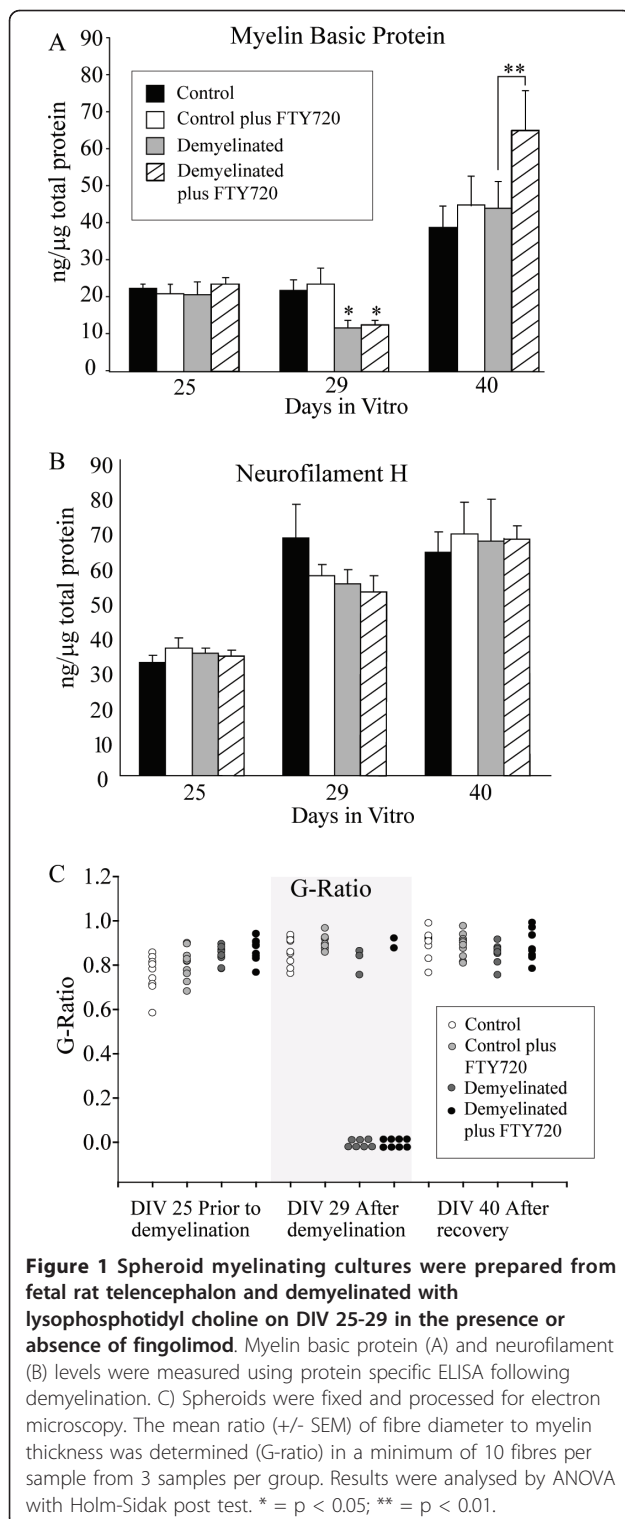 A
Myelin Basic Protein
90
80
70
60
50
40
30
20
10
0
ng/µg total protein
Control
Control plus FTY720
Demyelinated
Demyelinated
plus FTY720
*
*
**
25
29
40
Days in Vitro
B
Neurofilament H
90
80
70
60
50
40
30
20
10
0
ng/µg total protein
25
29
40
Days in Vitro
C
G-Ratio
1.2
1.0
0.8
0.6
0.4
0.2
0.0
G-Ratio
Control
Control plus
FTY720
Demyelinated
Demyelinated
plus FTY720
DIV 25 Prior to
demyelination
DIV 29 After
demyelination
DIV 40 After
recovery
Figure 1 Spheroid myelinating cultures were prepared from
fetal rat telencephalon and demyelinated with
lysophosphotidyl choline on DIV 25-29 in the presence or
absence of fingolimod. Myelin basic protein (A) and neurofilament
(B) levels were measured using protein specific ELISA following
demyelination. C) Spheroids were fixed and processed for electron
microscopy. The mean ratio (+/- SEM) of fibre diameter to myelin
thickness was determined (G-ratio) in a minimum of 10 fibres per
sample from 3 samples per group. Results were analysed by ANOVA
with Holm-Sidak post test. * = p < 0.05; ** = p < 0.01.